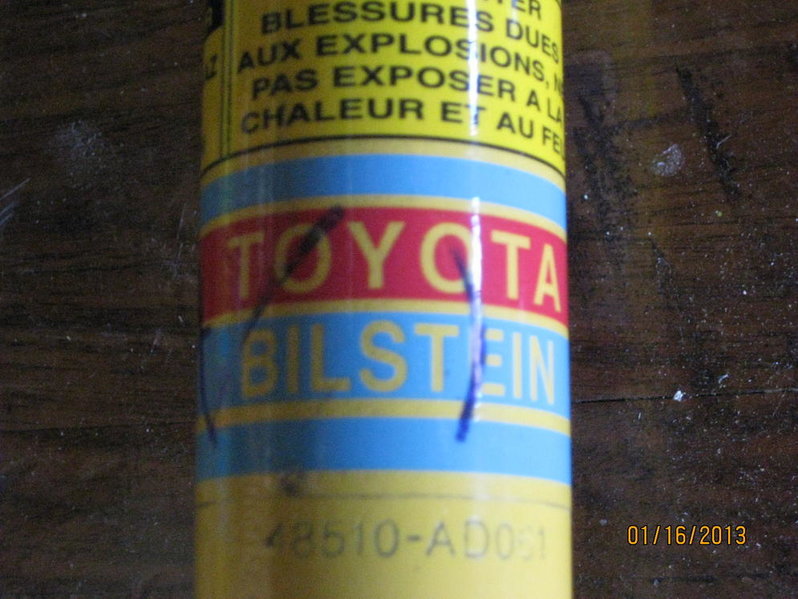 BLESSURES DUES
AUX EXPLOSIONS,
PAS EXPOSER A LA
CHALEUR ET AU
TOYOTA
BILSTEIN
48510-AD061
01/16/2013